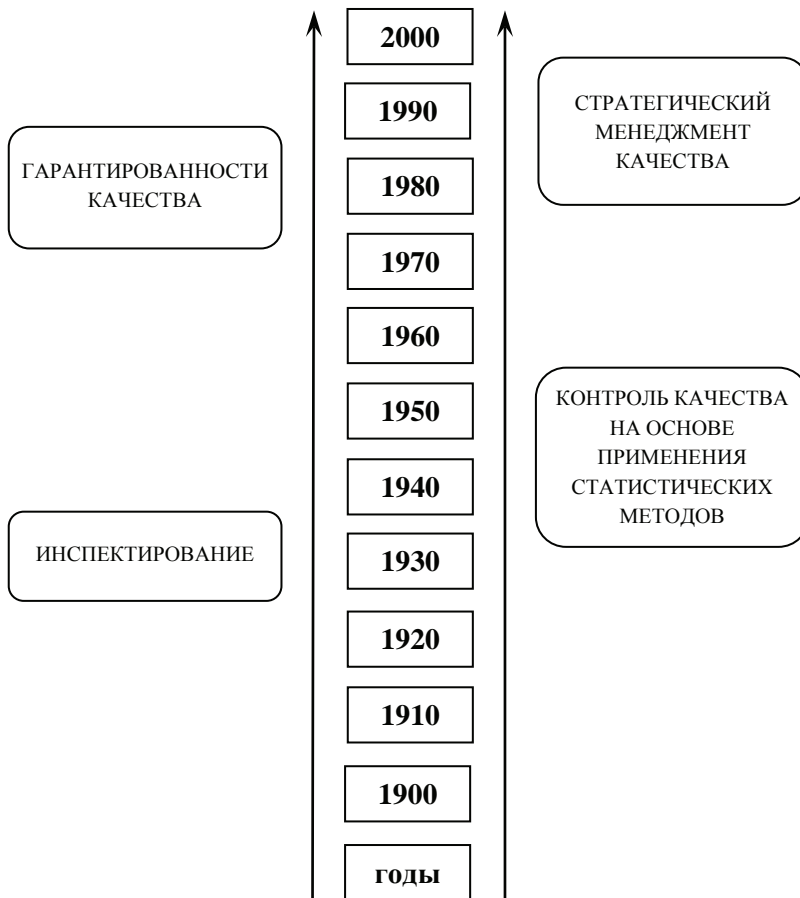 2000
1990
1980
1970
1960
1950
1940
1930
1920
1910
1900
годы
ГАРАНТИРОВАННОСТИ
КАЧЕСТВА
ИНСПЕКТИРОВАНИЕ
СТРАТЕГИЧЕСКИЙ
МЕНЕДЖМЕНТ
КАЧЕСТВА
КОНТРОЛЬ КАЧЕСТВА
НА ОСНОВЕ
ПРИМЕНЕНИЯ
СТАТИСТИЧЕСКИХ
МЕТОДОВ